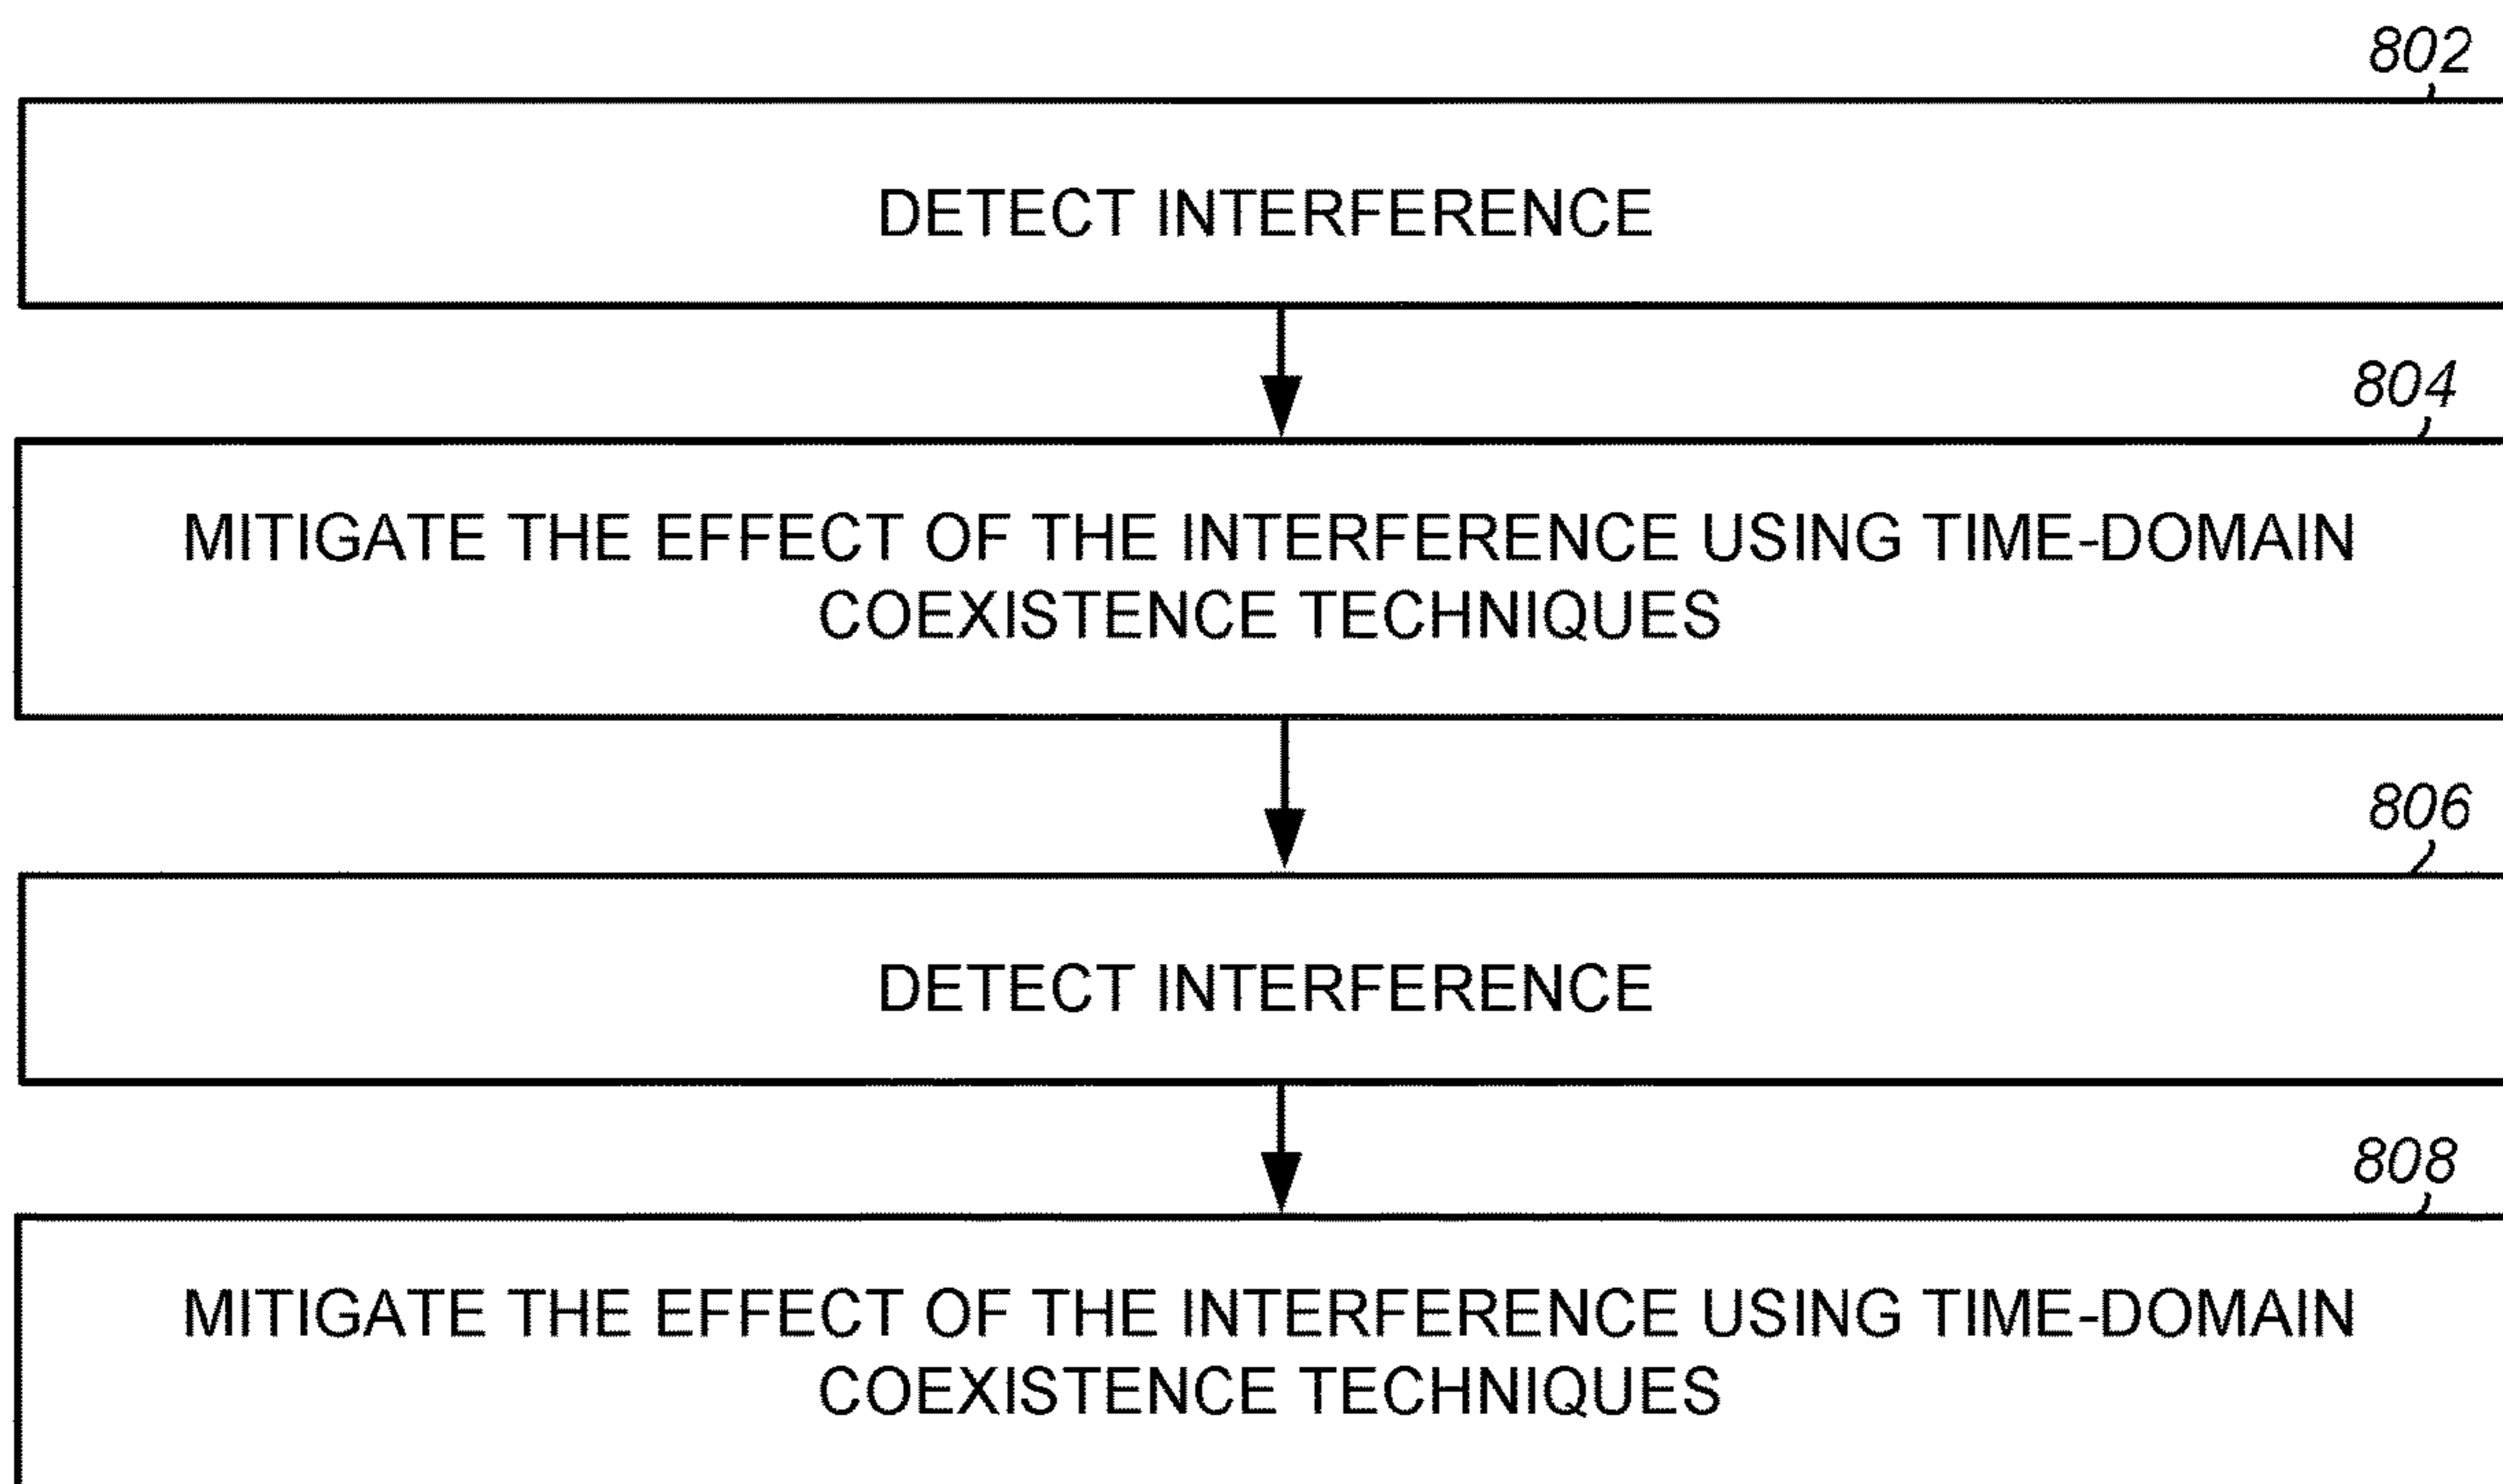 802
DETECT INTERFERENCE
804
MITIGATE THE EFFECT OF THE INTERFERENCE USING TIME-DOMAIN
COEXISTENCE TECHNIQUES
806
DETECT INTERFERENCE
808
MITIGATE THE EFFECT OF THE INTERFERENCE USING TIME-DOMAIN
COEXISTENCE TECHNIQUES